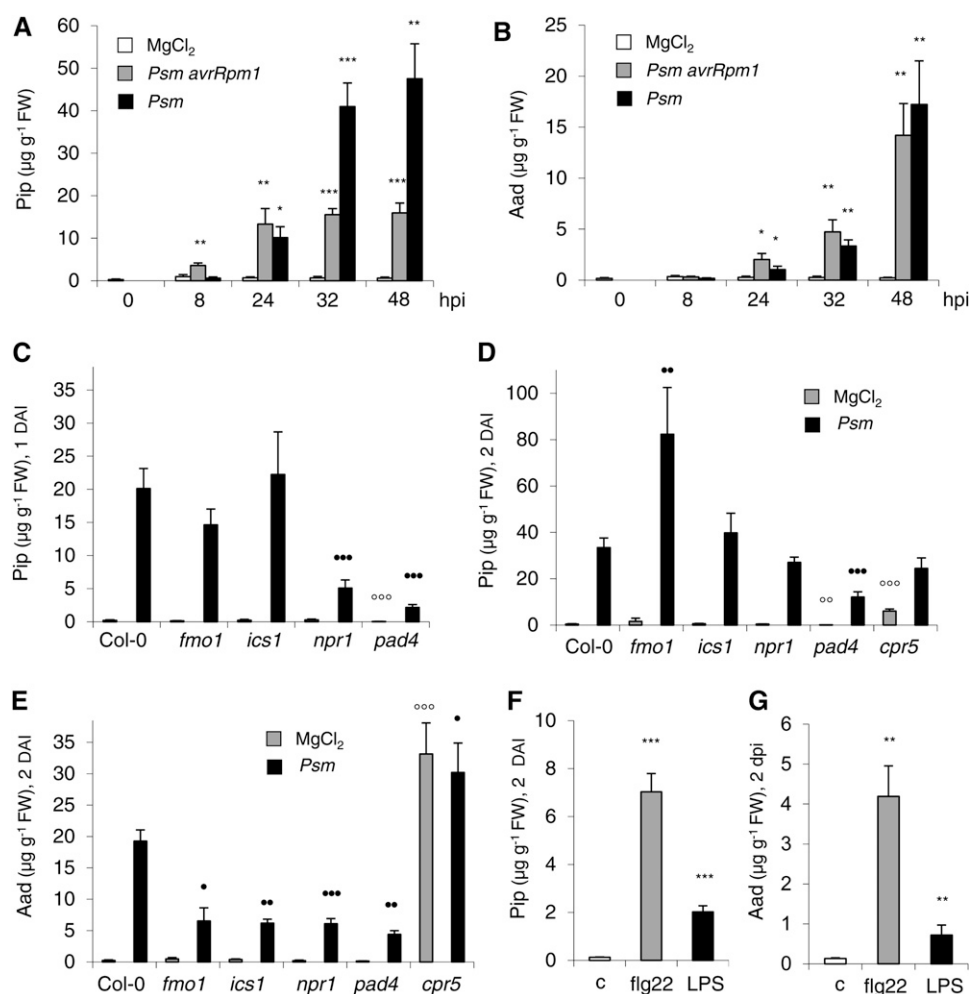 A
Pip (µg g⁻¹ FW)
60
50
40
30
20
10
0
MgCl₂
Psm avrRpm1
Psm
**
**
*
***
***
***
**
0 8 24 32 48 hpi
B
Aad (µg g⁻¹ FW)
25
20
15
10
5
0
MgCl₂
Psm avrRpm1
Psm
*
*
**
**
**
**
0 8 24 32 48 hpi
C
Pip (µg g⁻¹ FW), 1 DAI
35
30
25
20
15
10
5
0
•••
°°°
•••
Col-0 fmo1 ics1 npr1 pad4
D
Pip (µg g⁻¹ FW), 2 DAI
100
80
60
40
20
0
MgCl₂
Psm
••
°°
•••
°°°
Col-0 fmo1 ics1 npr1 pad4 cpr5
E
Aad (µg g⁻¹ FW), 2 DAI
35
30
25
20
15
10
5
0
MgCl₂
Psm
•
••
•••
••
°°°
•
Col-0 fmo1 ics1 npr1 pad4 cpr5
F
Pip (µg g⁻¹ FW), 2 DAI
10
8
6
4
2
0
***
***
c flg22 LPS
G
Aad (µg g⁻¹ FW), 2 dpi
6
5
4
3
2
1
0
**
**
c flg22 LPS